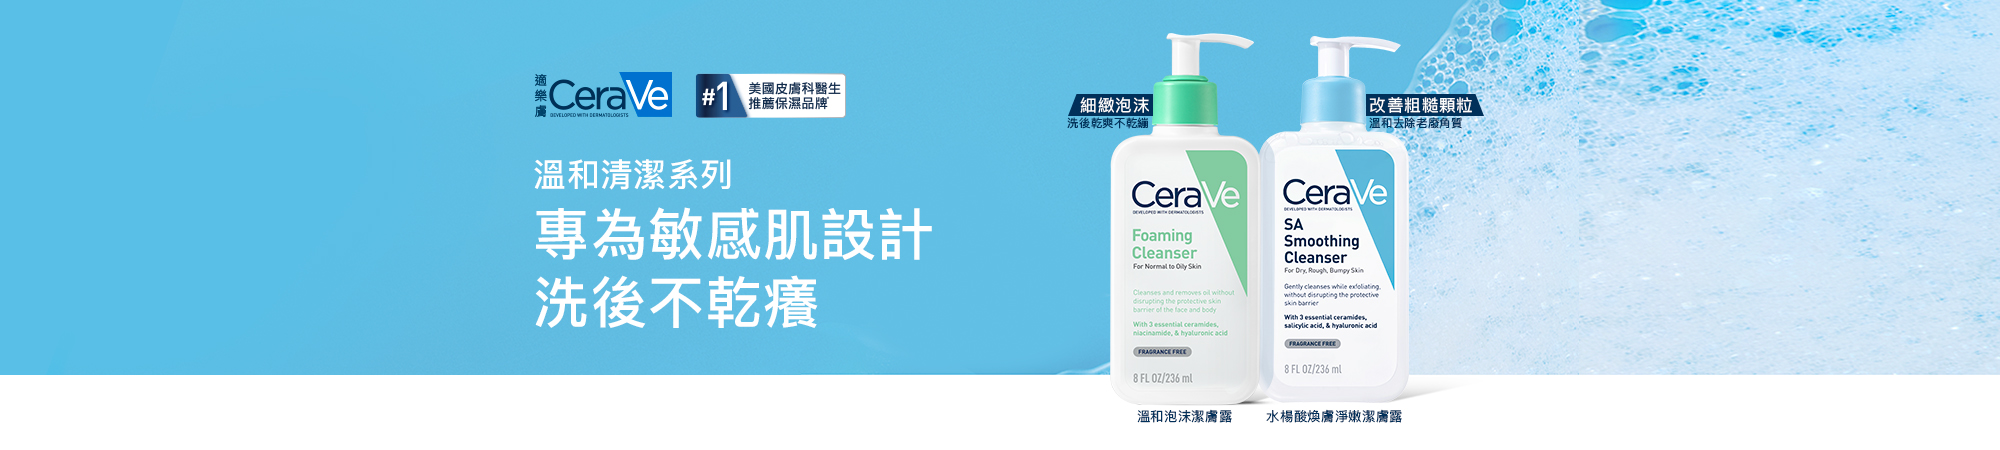 適樂膚
CeraVe
DEVELOPED WITH DERMATOLOGISTS
#1
美國皮膚科醫生
推薦保濕品牌*
溫和清潔系列
專為敏感肌設計
洗後不乾癢
細緻泡沫
洗後乾爽不乾繃
CeraVe
DEVELOPED WITH DERMATOLOGISTS
Foaming
Cleanser
For Normal to Oily Skin
Cleanses and removes oil without
disrupting the protective skin
barrier of the face and body
With 3 essential ceramides,
niacinamide, & hyaluronic acid
FRAGRANCE FREE
8 FL OZ/236 ml
溫和泡沫潔膚露
改善粗糙顆粒
溫和去除老廢角質
CeraVe
DEVELOPED WITH DERMATOLOGISTS
SA
Smoothing
Cleanser
For Dry, Rough, Bumpy Skin
Gently cleanses while exfoliating,
without disrupting the protective
skin barrier
With 3 essential ceramides,
salicylic acid, & hyaluronic acid
FRAGRANCE FREE
8 FL OZ/236 ml
水楊酸煥膚淨嫩潔膚露